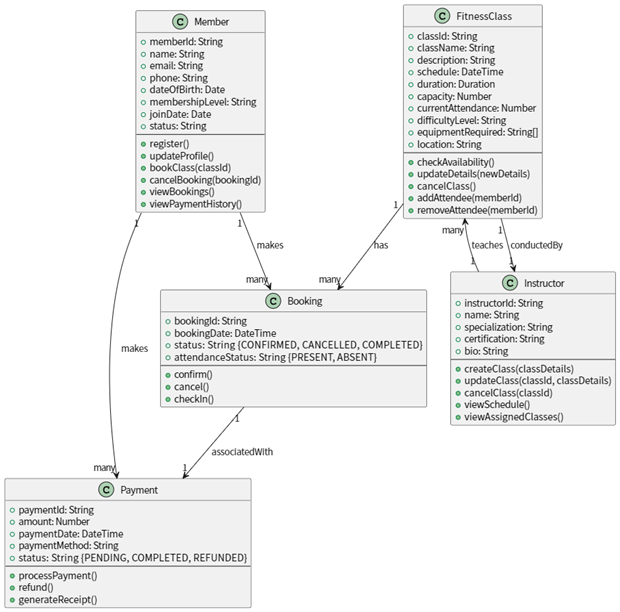 C Member
memberId: String
name: String
email: String
phone: String
dateOfBirth: Date
membershipLevel: String
joinDate: Date
status: String
register()
updateProfile()
bookClass(classId)
cancelBooking(bookingId)
viewBookings()
viewPaymentHistory()
C FitnessClass
classId: String
className: String
description: String
schedule: DateTime
duration: Duration
capacity: Number
currentAttendance: Number
difficultyLevel: String
equipmentRequired: String[]
location: String
checkAvailability()
updateDetails(newDetails)
cancelClass()
addAttendee(memberId)
removeAttendee(memberId)
1
1
makes
many
1
has
many
many
1
teaches
conductedBy
1
1
C Instructor
instructorId: String
name: String
specialization: String
certification: String
bio: String
createClass(classDetails)
updateClass(classId, classDetails)
cancelClass(classId)
viewSchedule()
viewAssignedClasses()
C Booking
bookingId: String
bookingDate: DateTime
status: String {CONFIRMED, CANCELLED, COMPLETED}
attendanceStatus: String {PRESENT, ABSENT}
confirm()
cancel()
checkIn()
makes
many
1
associatedWith
1
C Payment
paymentId: String
amount: Number
paymentDate: DateTime
paymentMethod: String
status: String {PENDING, COMPLETED, REFUNDED}
processPayment()
refund()
generateReceipt()